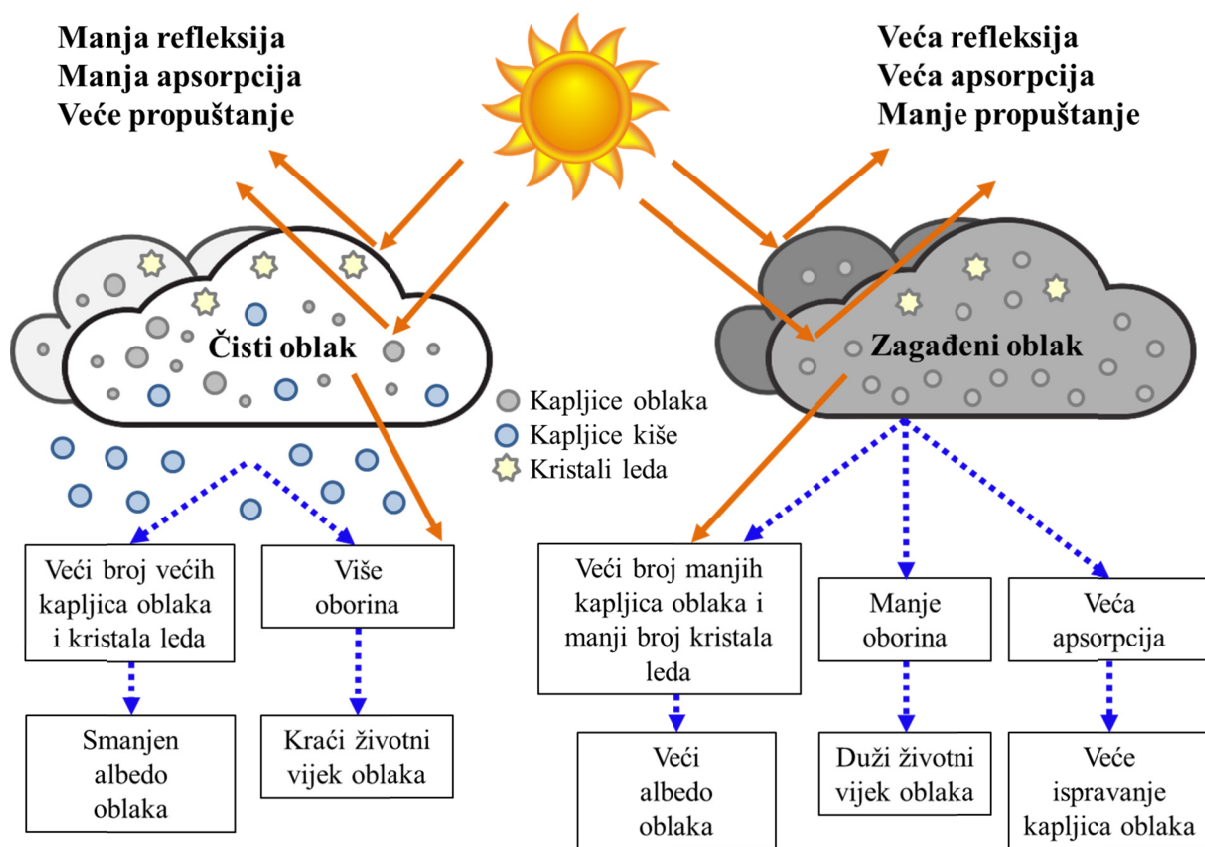 Manja refleksija
Manja apsorpcija
Veće propuštanje
Veća refleksija
Veća apsorpcija
Manje propuštanje
Čisti oblak
Zagađeni oblak
Kapljice oblaka
Kapljice kiše
Kristali leda
Veći broj većih
kapljica oblaka
i kristala leda
Više
oborina
Veći broj manjih
kapljica oblaka i
manji broj kristala
leda
Manje
oborina
Veća
apsorpcija
Smanjen
albedo
oblaka
Kraći životni
vijek oblaka
Veći
albedo
oblaka
Duži životni
vijek oblaka
Veće
ispravanje
kapljica oblaka